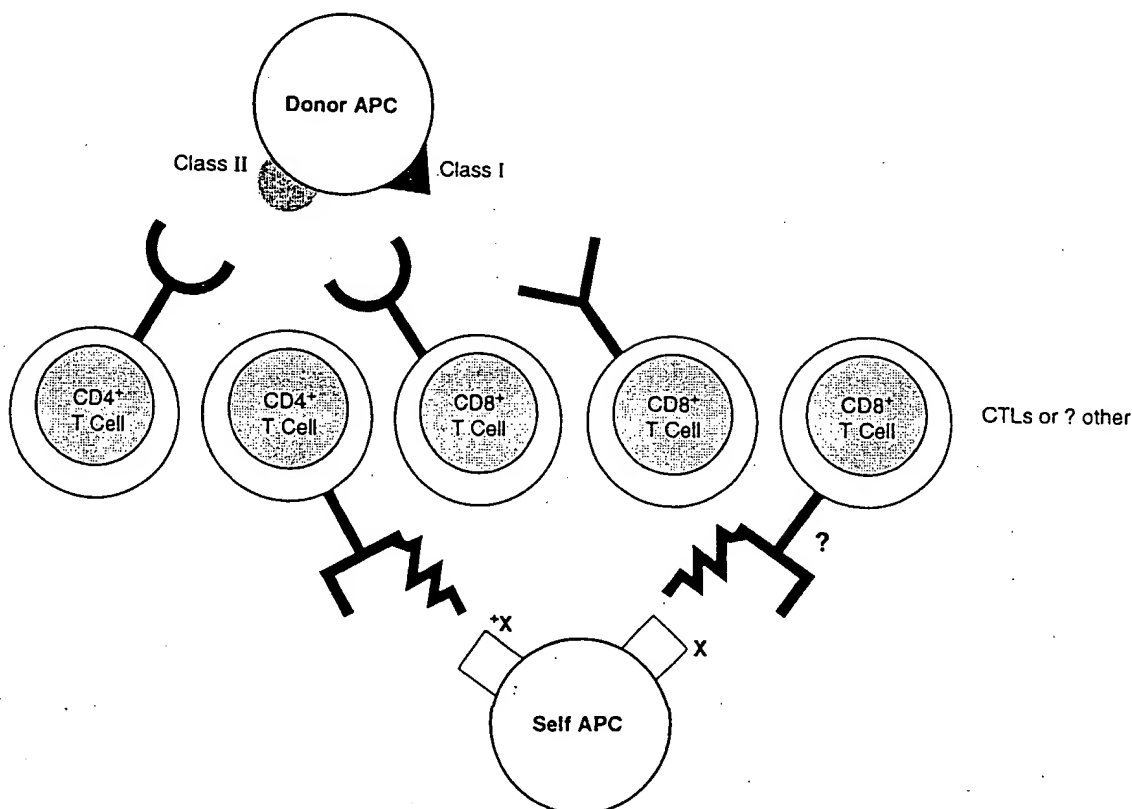 Donor APC
Class II
Class I
CD4+
T Cell
CD4+
T Cell
CD8+
T Cell
CD8+
T Cell
CD8+
T Cell
CTLs or ? other
?
+X
X
Self APC